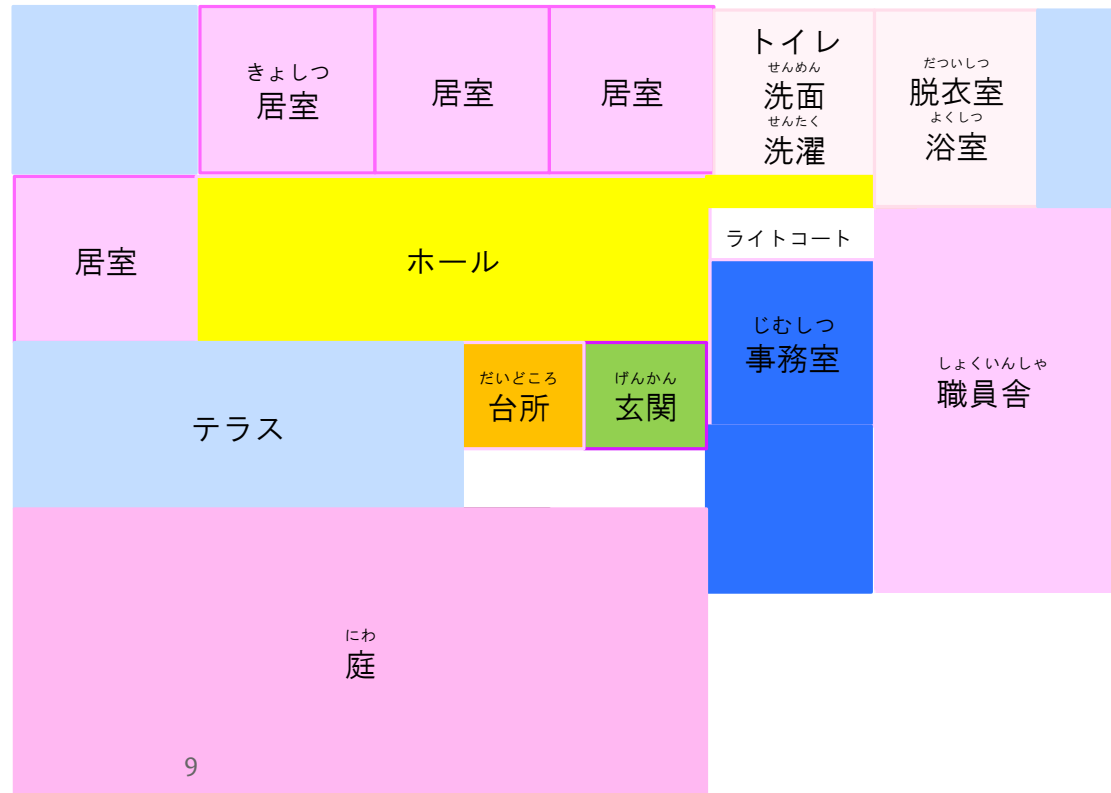 きょしつ
居室
居室
居室
トイレ
せんめん
洗面
せんたく
洗濯
だついしつ
脱衣室
よくしつ
浴室
居室
ホール
ライトコート
じむしつ
事務室
しょくいんしゃ
職員舎
テラス
だいどころ
台所
げんかん
玄関
にわ
庭
9